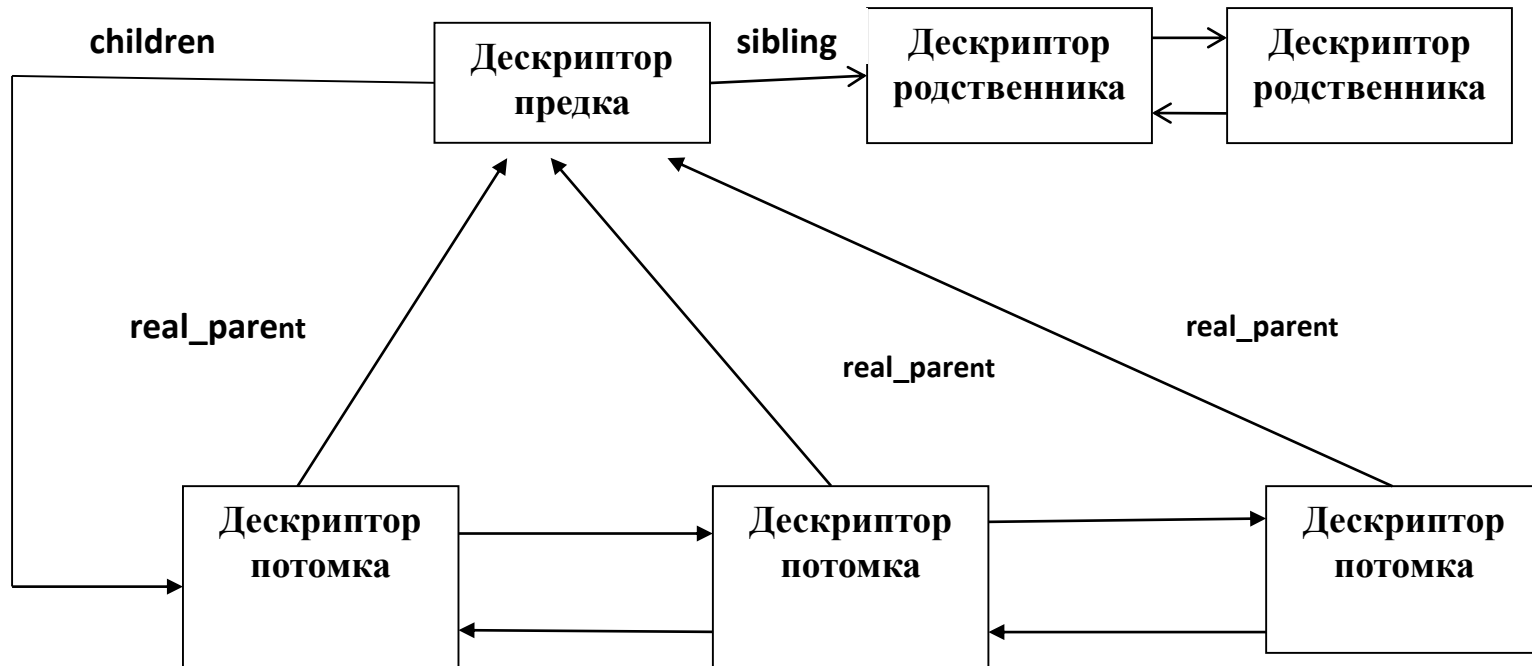 children
Дескриптор
предка
sibling
Дескриптор
родственника
Дескриптор
родственника
real_parent
real_parent
real_parent
Дескриптор
потомка
Дескриптор
потомка
Дескриптор
потомка